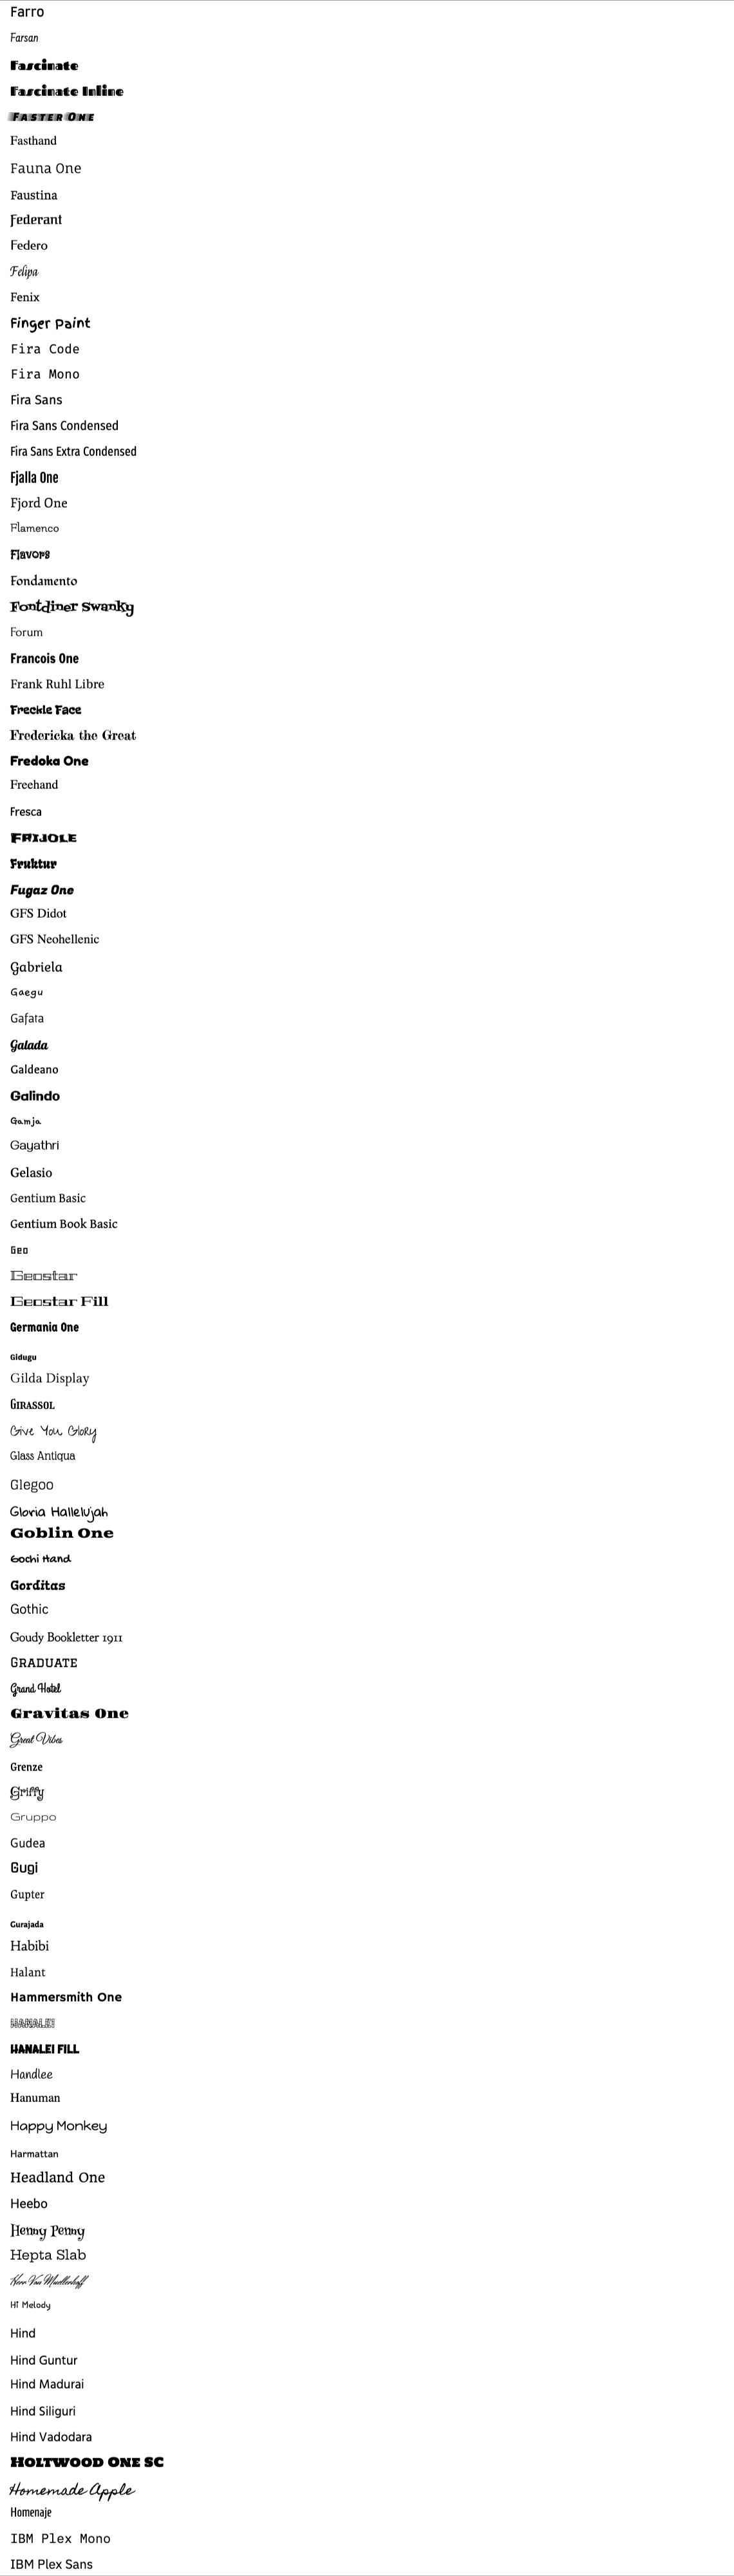 Farro
Farsan
Fascinate
Fascinate Inline
FASTER ONE
Fasthand
Fauna One
Faustina
Federant
Federo
Felipa
Fenix
Finger Paint
Fira Code
Fira Mono
Fira Sans
Fira Sans Condensed
Fira Sans Extra Condensed
Fjalla One
Fjord One
Flamenco
Flavors
Fondamento
Fontdiner Swanky
Forum
Francois One
Frank Ruhl Libre
Freckle Face
Fredericka the Great
Fredoka One
Freehand
Fresca
FRIJOLE
Fruktur
Fugaz One
GFS Didot
GFS Neohellenic
Gabriela
Gaegu
Gafata
Galada
Galdeano
Galindo
Gamja
Gayathri
Gelasio
Gentium Basic
Gentium Book Basic
Geo
Geostar
Geostar Fill
Germania One
Gidugu
Gilda Display
GIRASSOL
Give You Glory
Glass Antiqua
Glegoo
Gloria Hallelujah
Goblin One
Gochi Hand
Gorditas
Gothic
Goudy Bookletter 1911
GRADUATE
Grand Hotel
Gravitas One
Great Vibes
Grenze
Griffy
Gruppo
Gudea
Gugi
Gupter
Gurajada
Habibi
Halant
Hammersmith One
HANALEI
HANALEI FILL
Handlee
Hanuman
Happy Monkey
Harmattan
Headland One
Heebo
Henny Penny
Hepta Slab
Herr Von Muellerhoff
Hi Melody
Hind
Hind Guntur
Hind Madurai
Hind Siliguri
Hind Vadodara
HOLTWOOD ONE SC
Homemade Apple
Homenaje
IBM Plex Mono
IBM Plex Sans